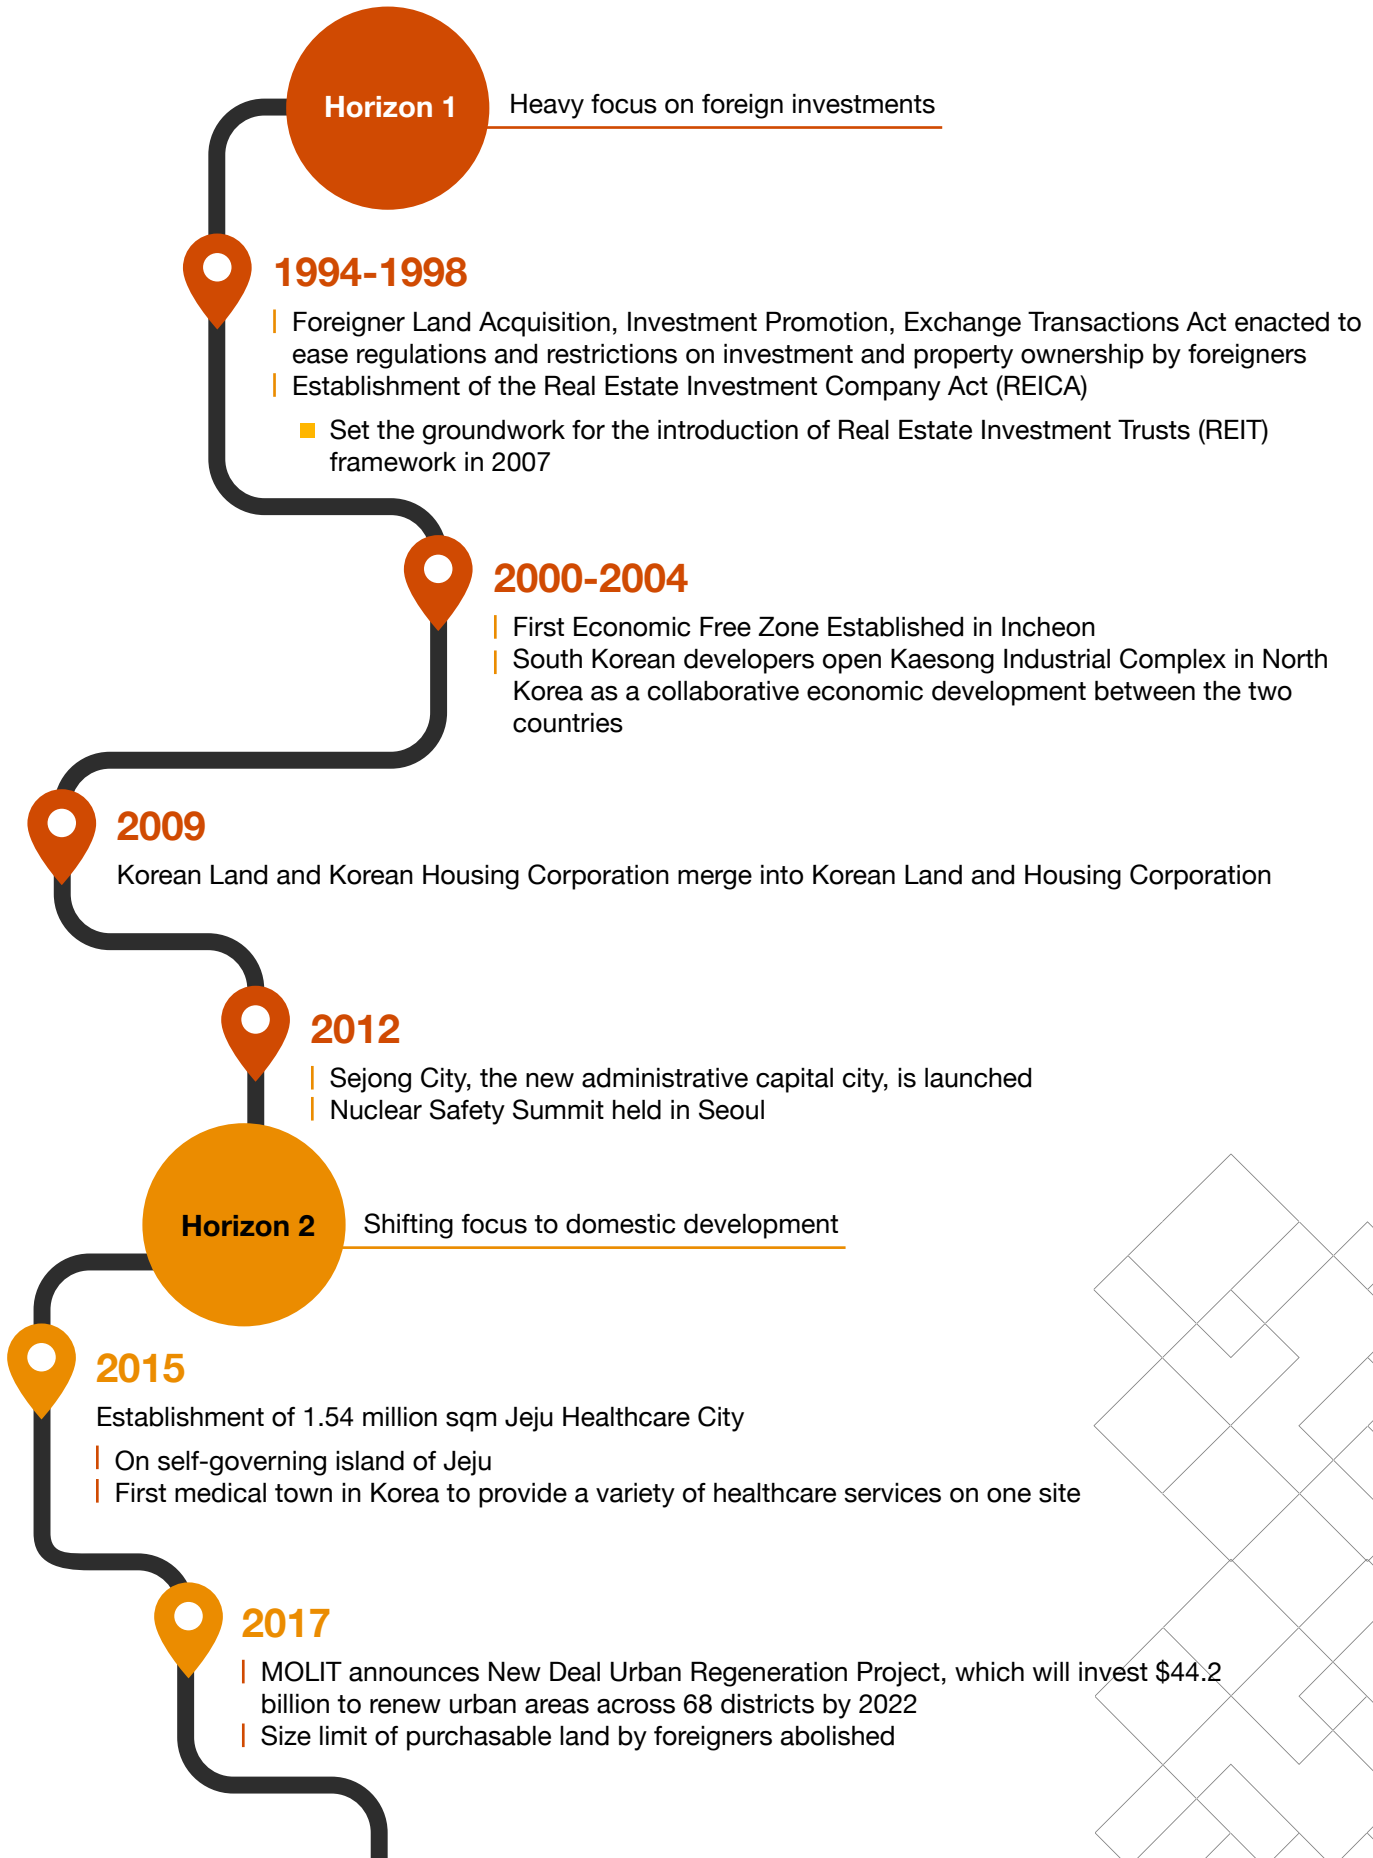 Horizon 1
Heavy focus on foreign investments
1994-1998
Foreigner Land Acquisition, Investment Promotion, Exchange Transactions Act enacted to
ease regulations and restrictions on investment and property ownership by foreigners
Establishment of the Real Estate Investment Company Act (REICA)
Set the groundwork for the introduction of Real Estate Investment Trusts (REIT)
framework in 2007
2000-2004
First Economic Free Zone Established in Incheon
South Korean developers open Kaesong Industrial Complex in North
Korea as a collaborative economic development between the two
countries
2009
Korean Land and Korean Housing Corporation merge into Korean Land and Housing Corporation
2012
Sejong City, the new administrative capital city, is launched
Nuclear Safety Summit held in Seoul
Horizon 2
Shifting focus to domestic development
2015
Establishment of 1.54 million sqm Jeju Healthcare City
On self-governing island of Jeju
First medical town in Korea to provide a variety of healthcare services on one site
2017
MOLIT announces New Deal Urban Regeneration Project, which will invest $44.2
billion to renew urban areas across 68 districts by 2022
Size limit of purchasable land by foreigners abolished